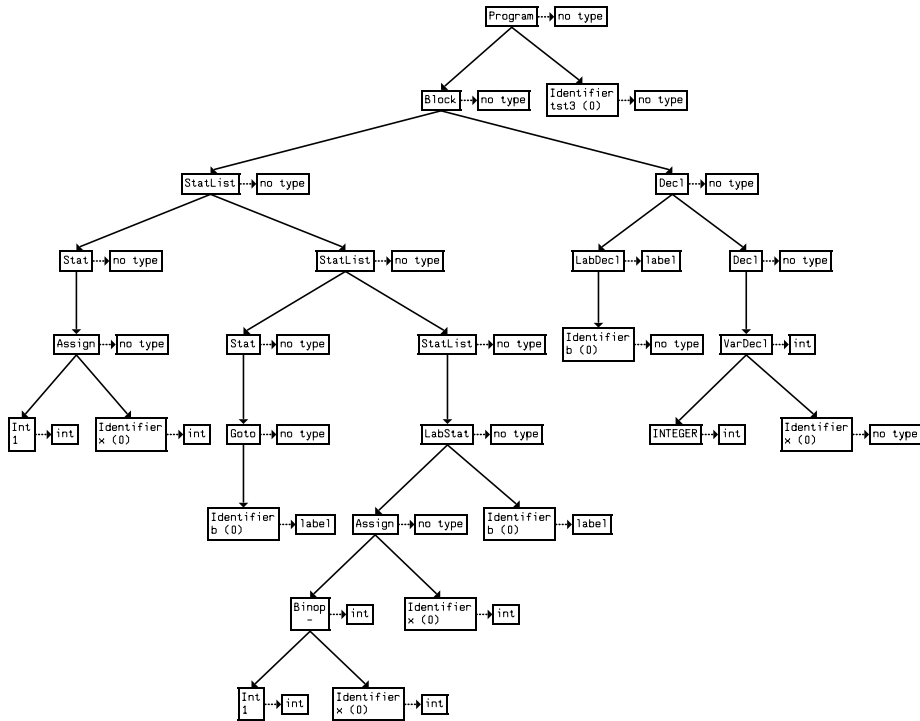 Program no type
Block no type
Identifier
tst3 (0) no type
StatList no type
Decl no type
Stat no type
StatList no type
LabDecl label
Decl no type
Assign no type
Stat no type
StatList no type
Identifier
b (0) no type
VarDecl int
Int
1 int
Identifier
x (0) int
Goto no type
LabStat no type
INTEGER int
Identifier
x (0) no type
Identifier
b (0) label
Assign no type
Identifier
b (0) label
Binop
- int
Identifier
x (0) int
Int
1 int
Identifier
x (0) int